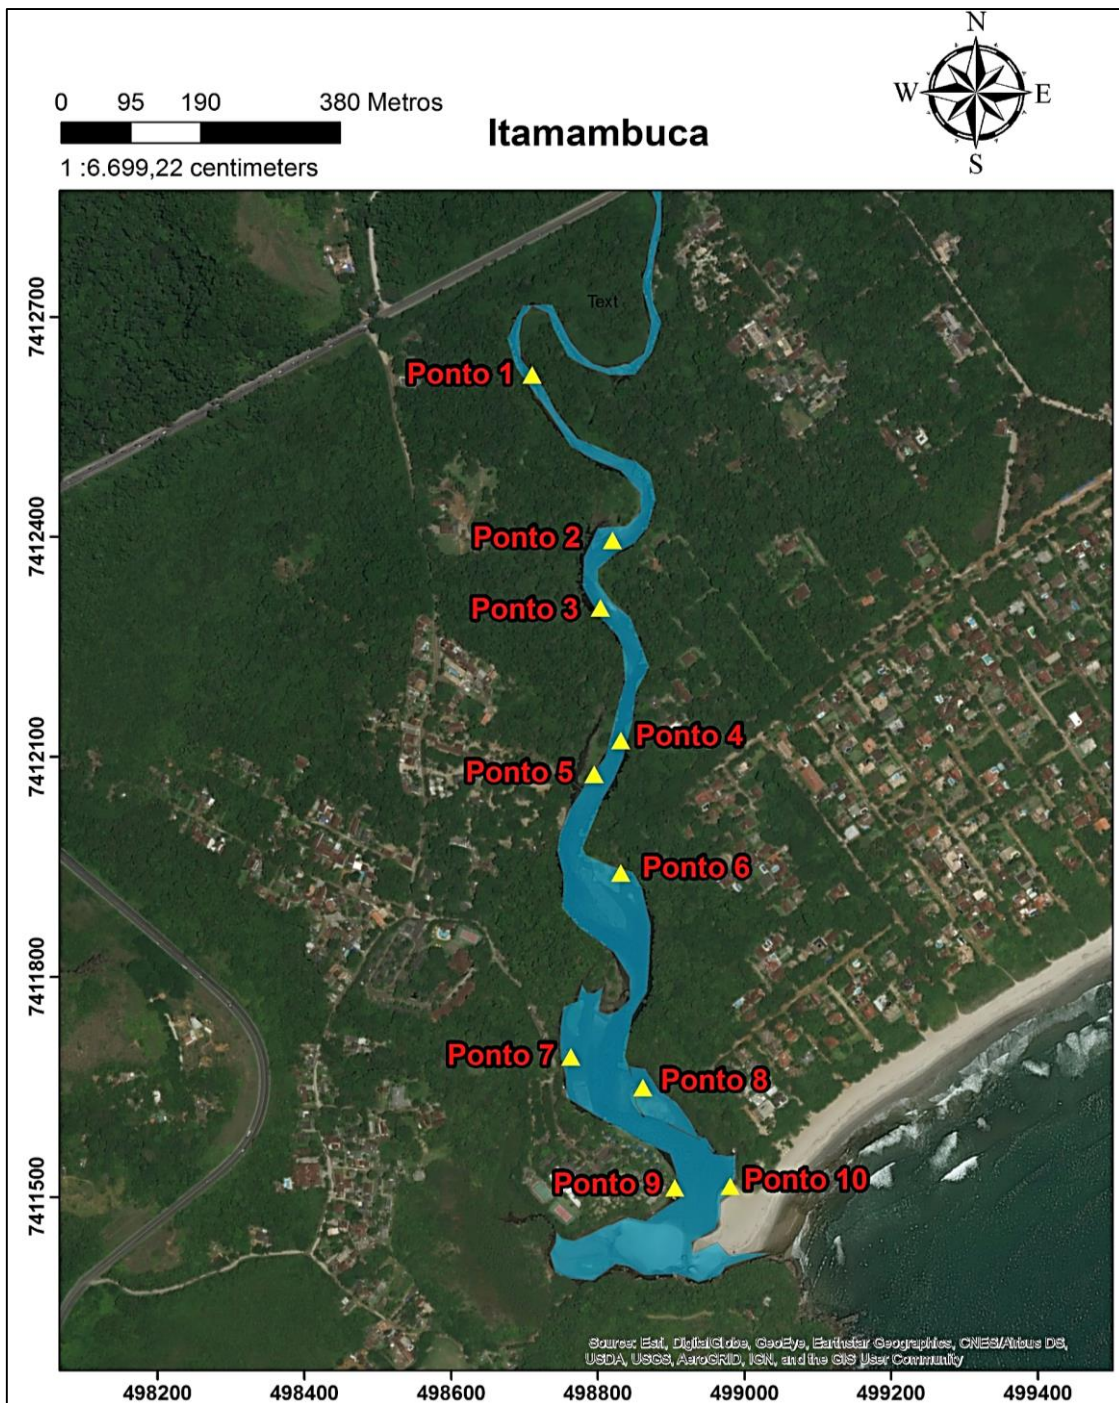 N
W E
S
0 95 190 380 Metros
1 :6.699,22 centimeters
Itamambuca
Text
7412700
Ponto 1
7412400
Ponto 2
Ponto 3
Ponto 4
7412100
Ponto 5
Ponto 6
7411800
Ponto 7
Ponto 8
Ponto 9
Ponto 10
7411500
Source: Esri, DigitalGlobe, GeoEye, Earthstar Geographics, CNES/Airbus DS,
USDA, USGS, AeroGRID, IGN, and the GIS User Community
498200 498400 498600 498800 499000 499200 499400